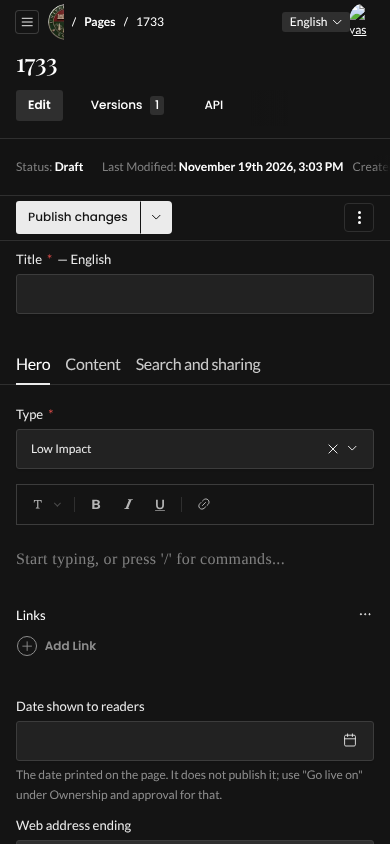 / Pages / 1733
English
vas
1733
Edit Versions 1 API
Status: Draft Last Modified: November 19th 2026, 3:03 PM Create
Publish changes
Title * — English
Hero Content Search and sharing
Type *
Low Impact
T B I U
Start typing, or press '/' for commands...
Links
Add Link
Date shown to readers
The date printed on the page. It does not publish it; use "Go live on"
under Ownership and approval for that.
Web address ending